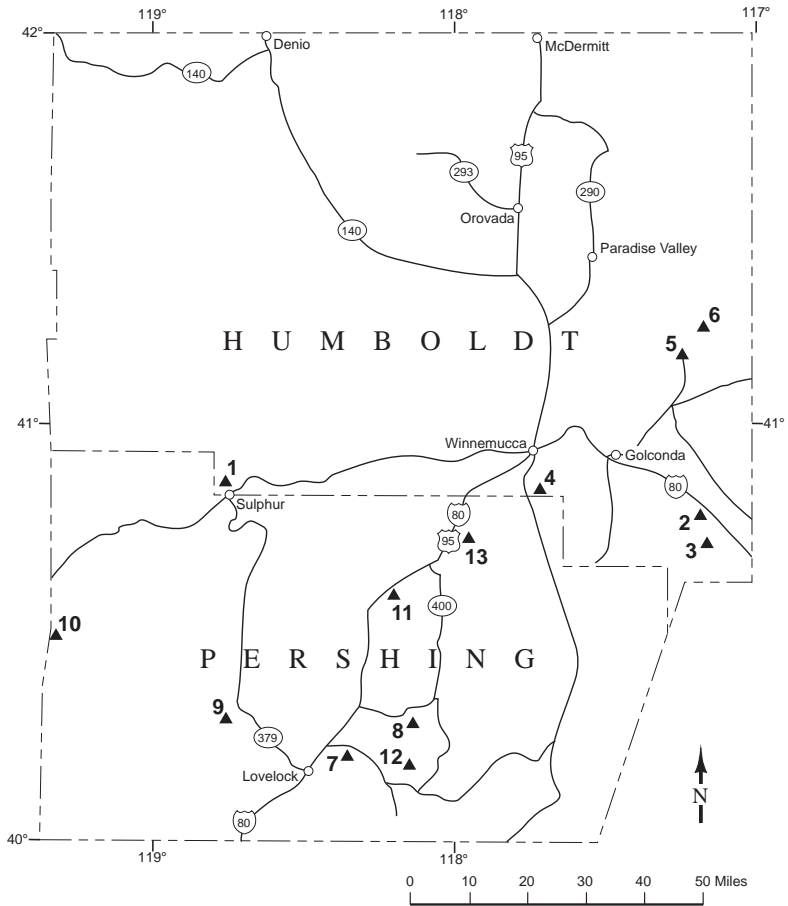 119° 118° 117°
42°
Denio
McDermitt
140
95
293
290
Orovada
140
Paradise Valley
6
HUMBOLDT
5
41° 41°
Winnemucca
Golconda
1
4
80
Sulphur
80
2
95
13
3
11
400
10
PERSHING
9
8
379
12
7
Lovelock
N
80
40°
119° 118°
0 10 20 30 40 50 Miles